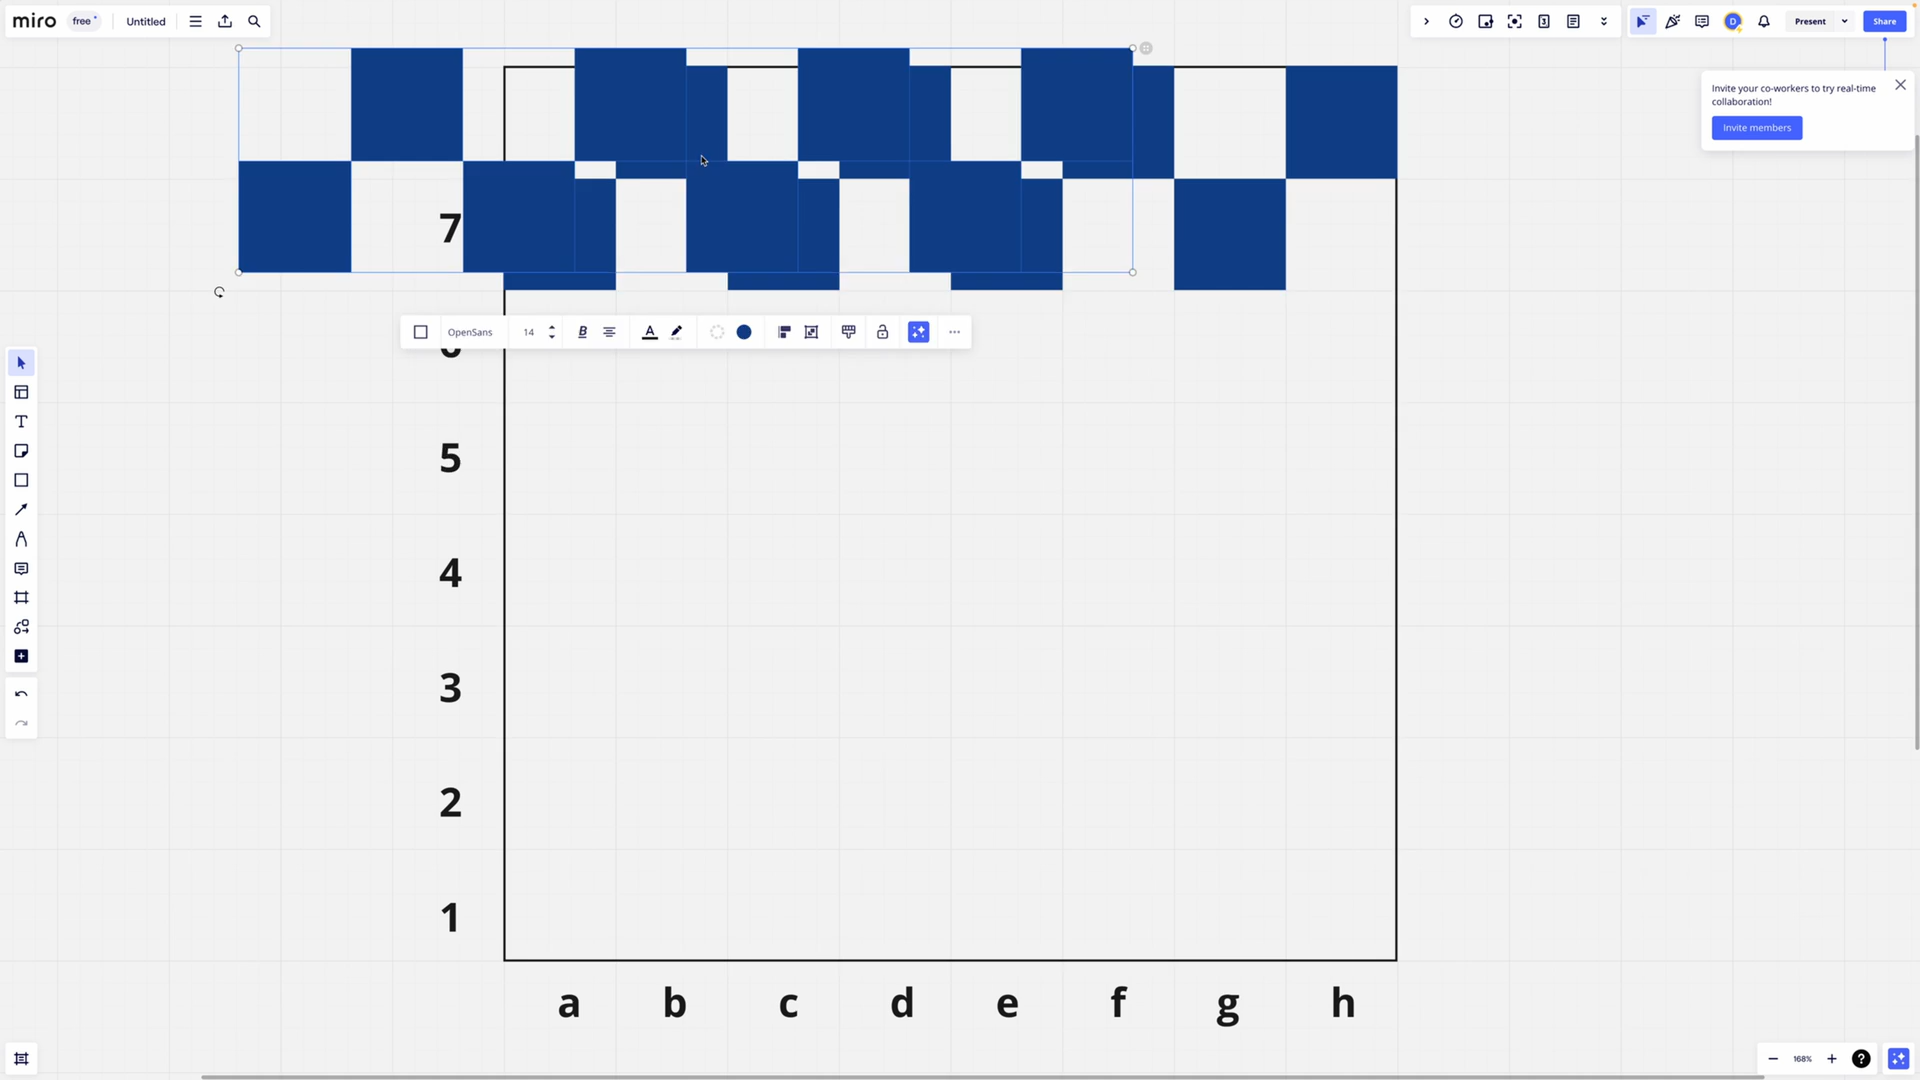 miro free Untitled
Present
Share
Invite your co-workers to try real-time
collaboration!
Invite members
7
OpenSans 14 B A
5
4
3
2
1
a b c d e f g h
168%